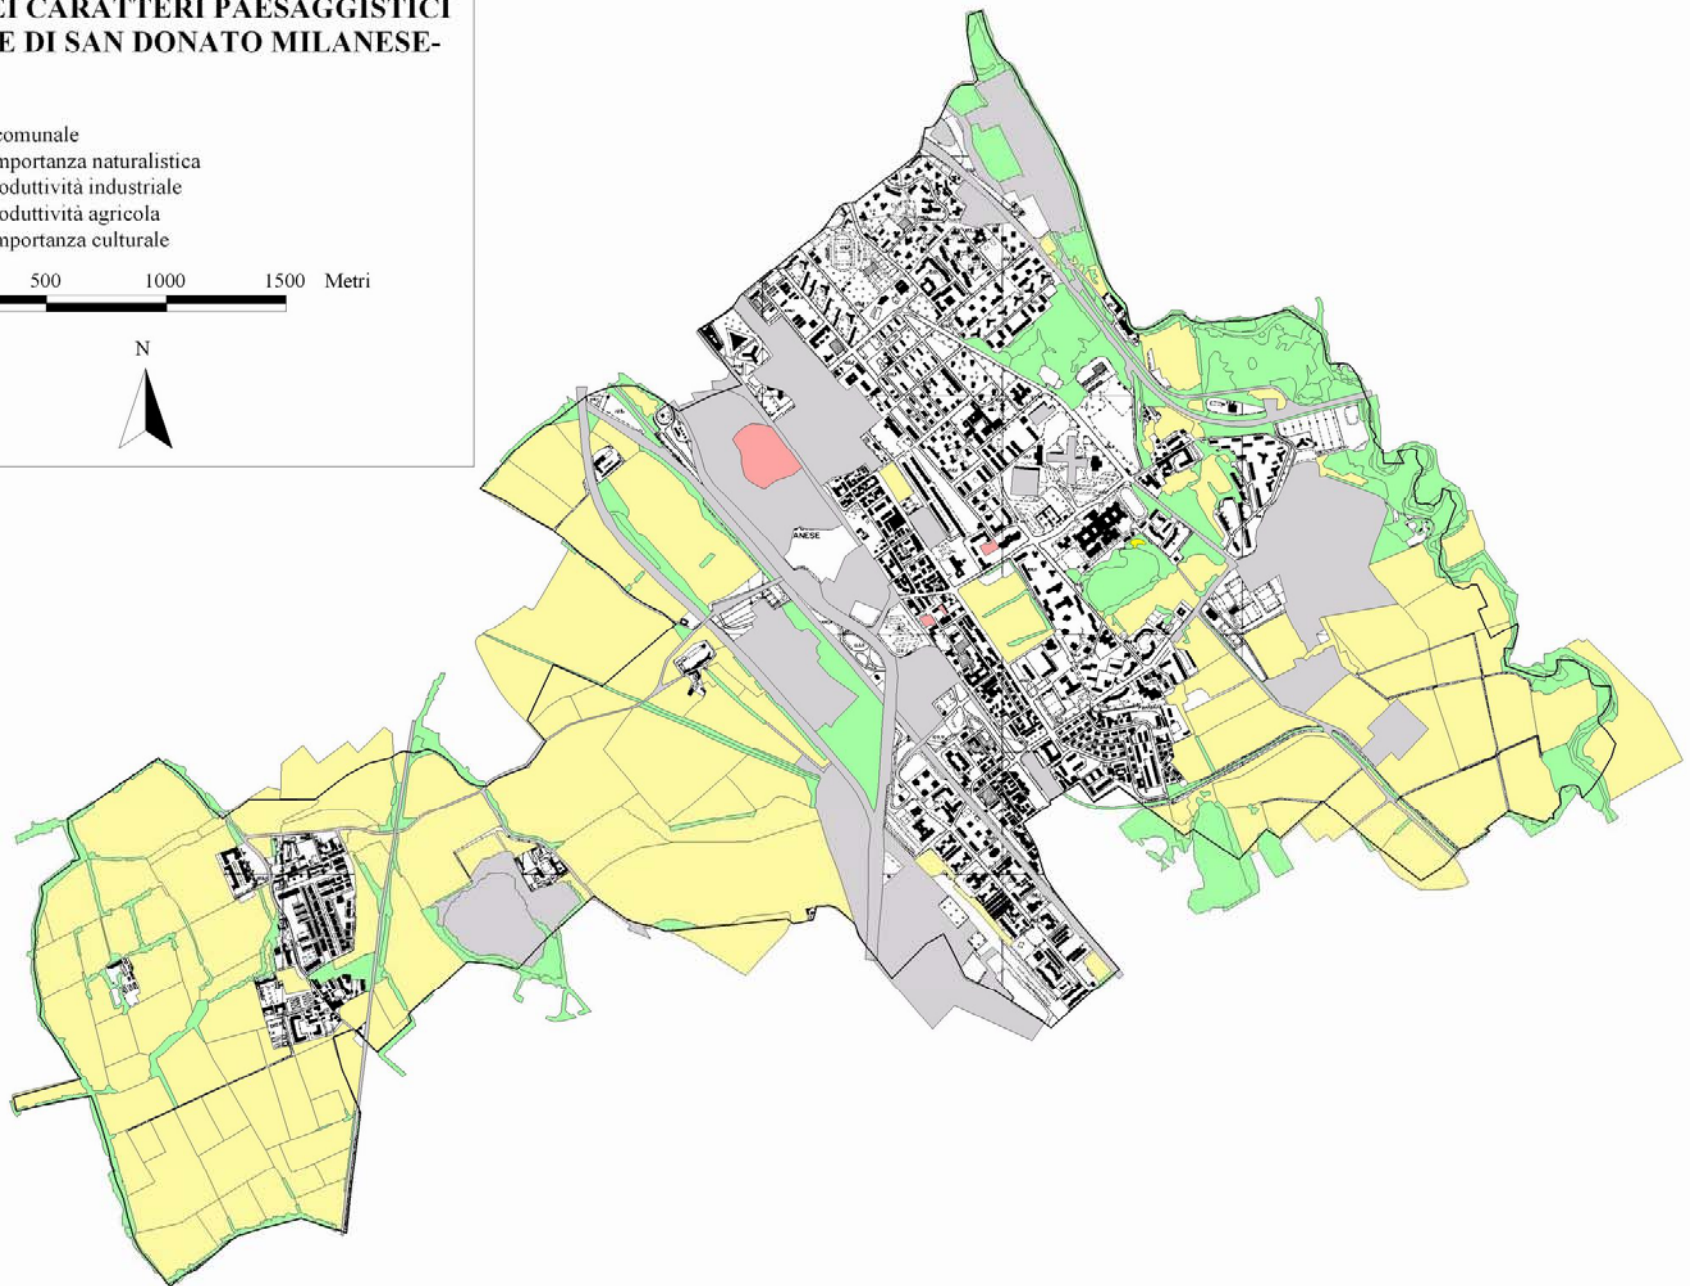 EI CARATTERI PAESAGGISTICI
E DI SAN DONATO MILANESE-
comunale
mportanza naturalistica
oduttività industriale
oduttività agricola
mportanza culturale
500 1000 1500 Metri
N
ANESE